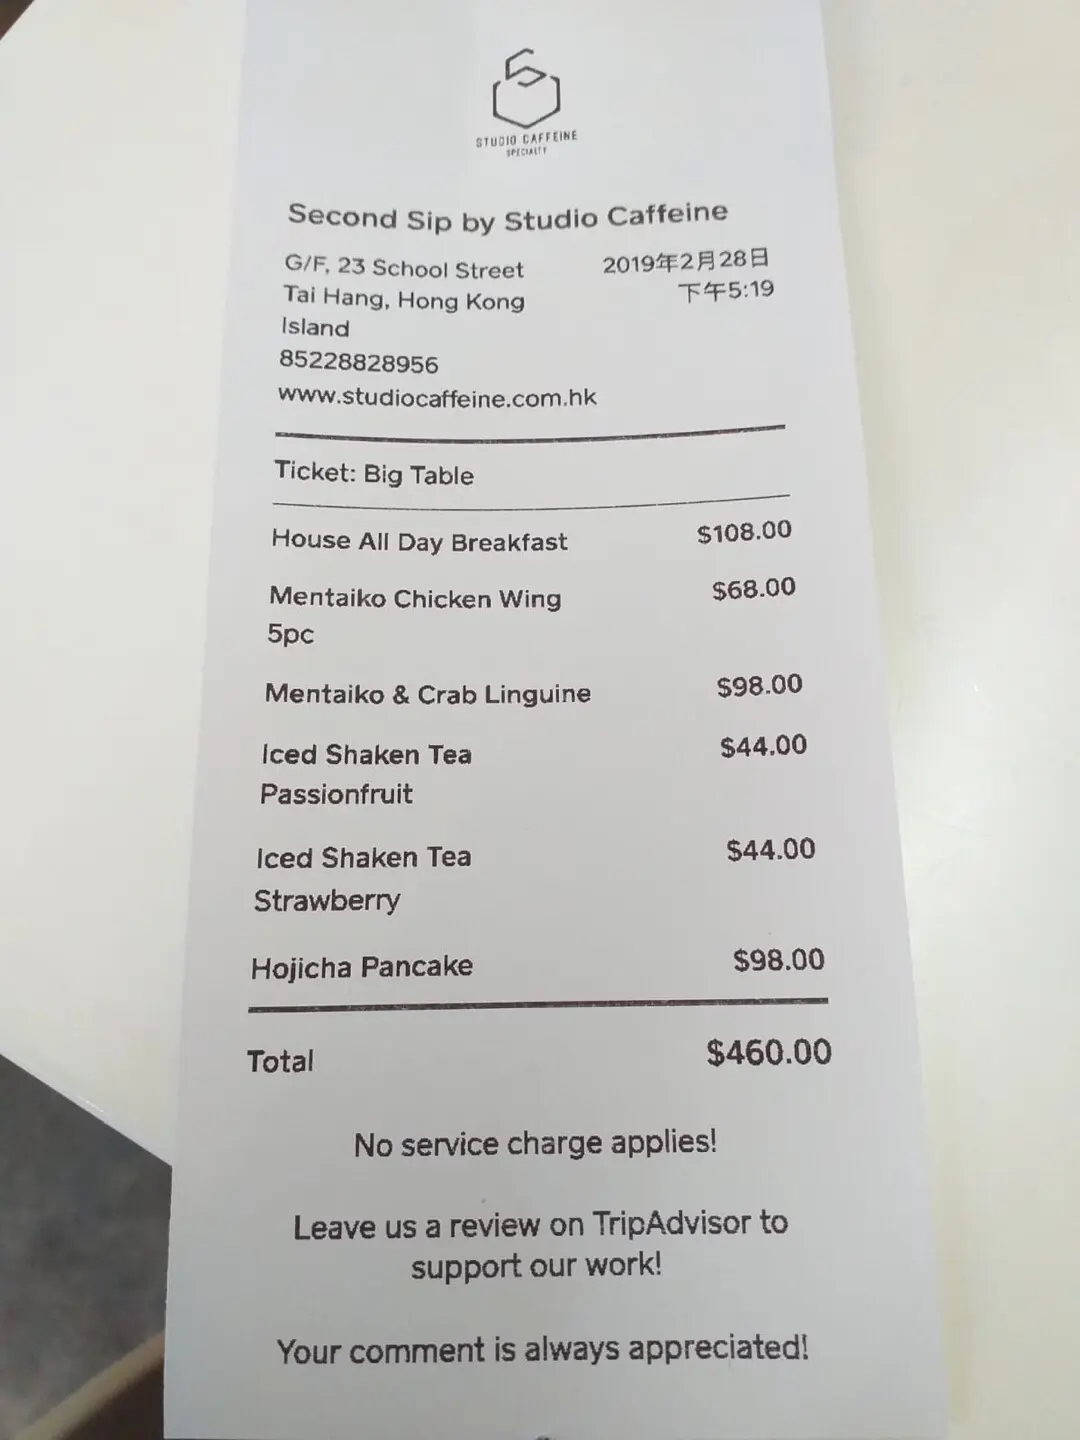 STUDIO CAFFEINE
SPECIALTY
Second Sip by Studio Caffeine
G/F, 23 School Street
Tai Hang, Hong Kong
Island
85228828956
www.studiocaffeine.com.hk
2019年2月28日
下午5:19
Ticket: Big Table
House All Day Breakfast $108.00
Mentaiko Chicken Wing $68.00
5pc
Mentaiko & Crab Linguine $98.00
Iced Shaken Tea $44.00
Passionfruit
Iced Shaken Tea $44.00
Strawberry
Hojicha Pancake $98.00
Total $460.00
No service charge applies!
Leave us a review on TripAdvisor to
support our work!
Your comment is always appreciated!